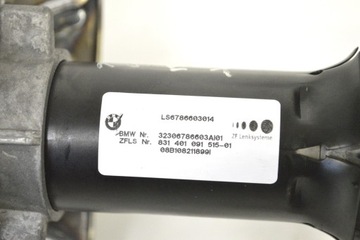 LS6786603014
BMW Nr. 32306786603AI01
ZF Lenksysteme
ZFLS Nr. 831 401 091 515-01
08B108211899I